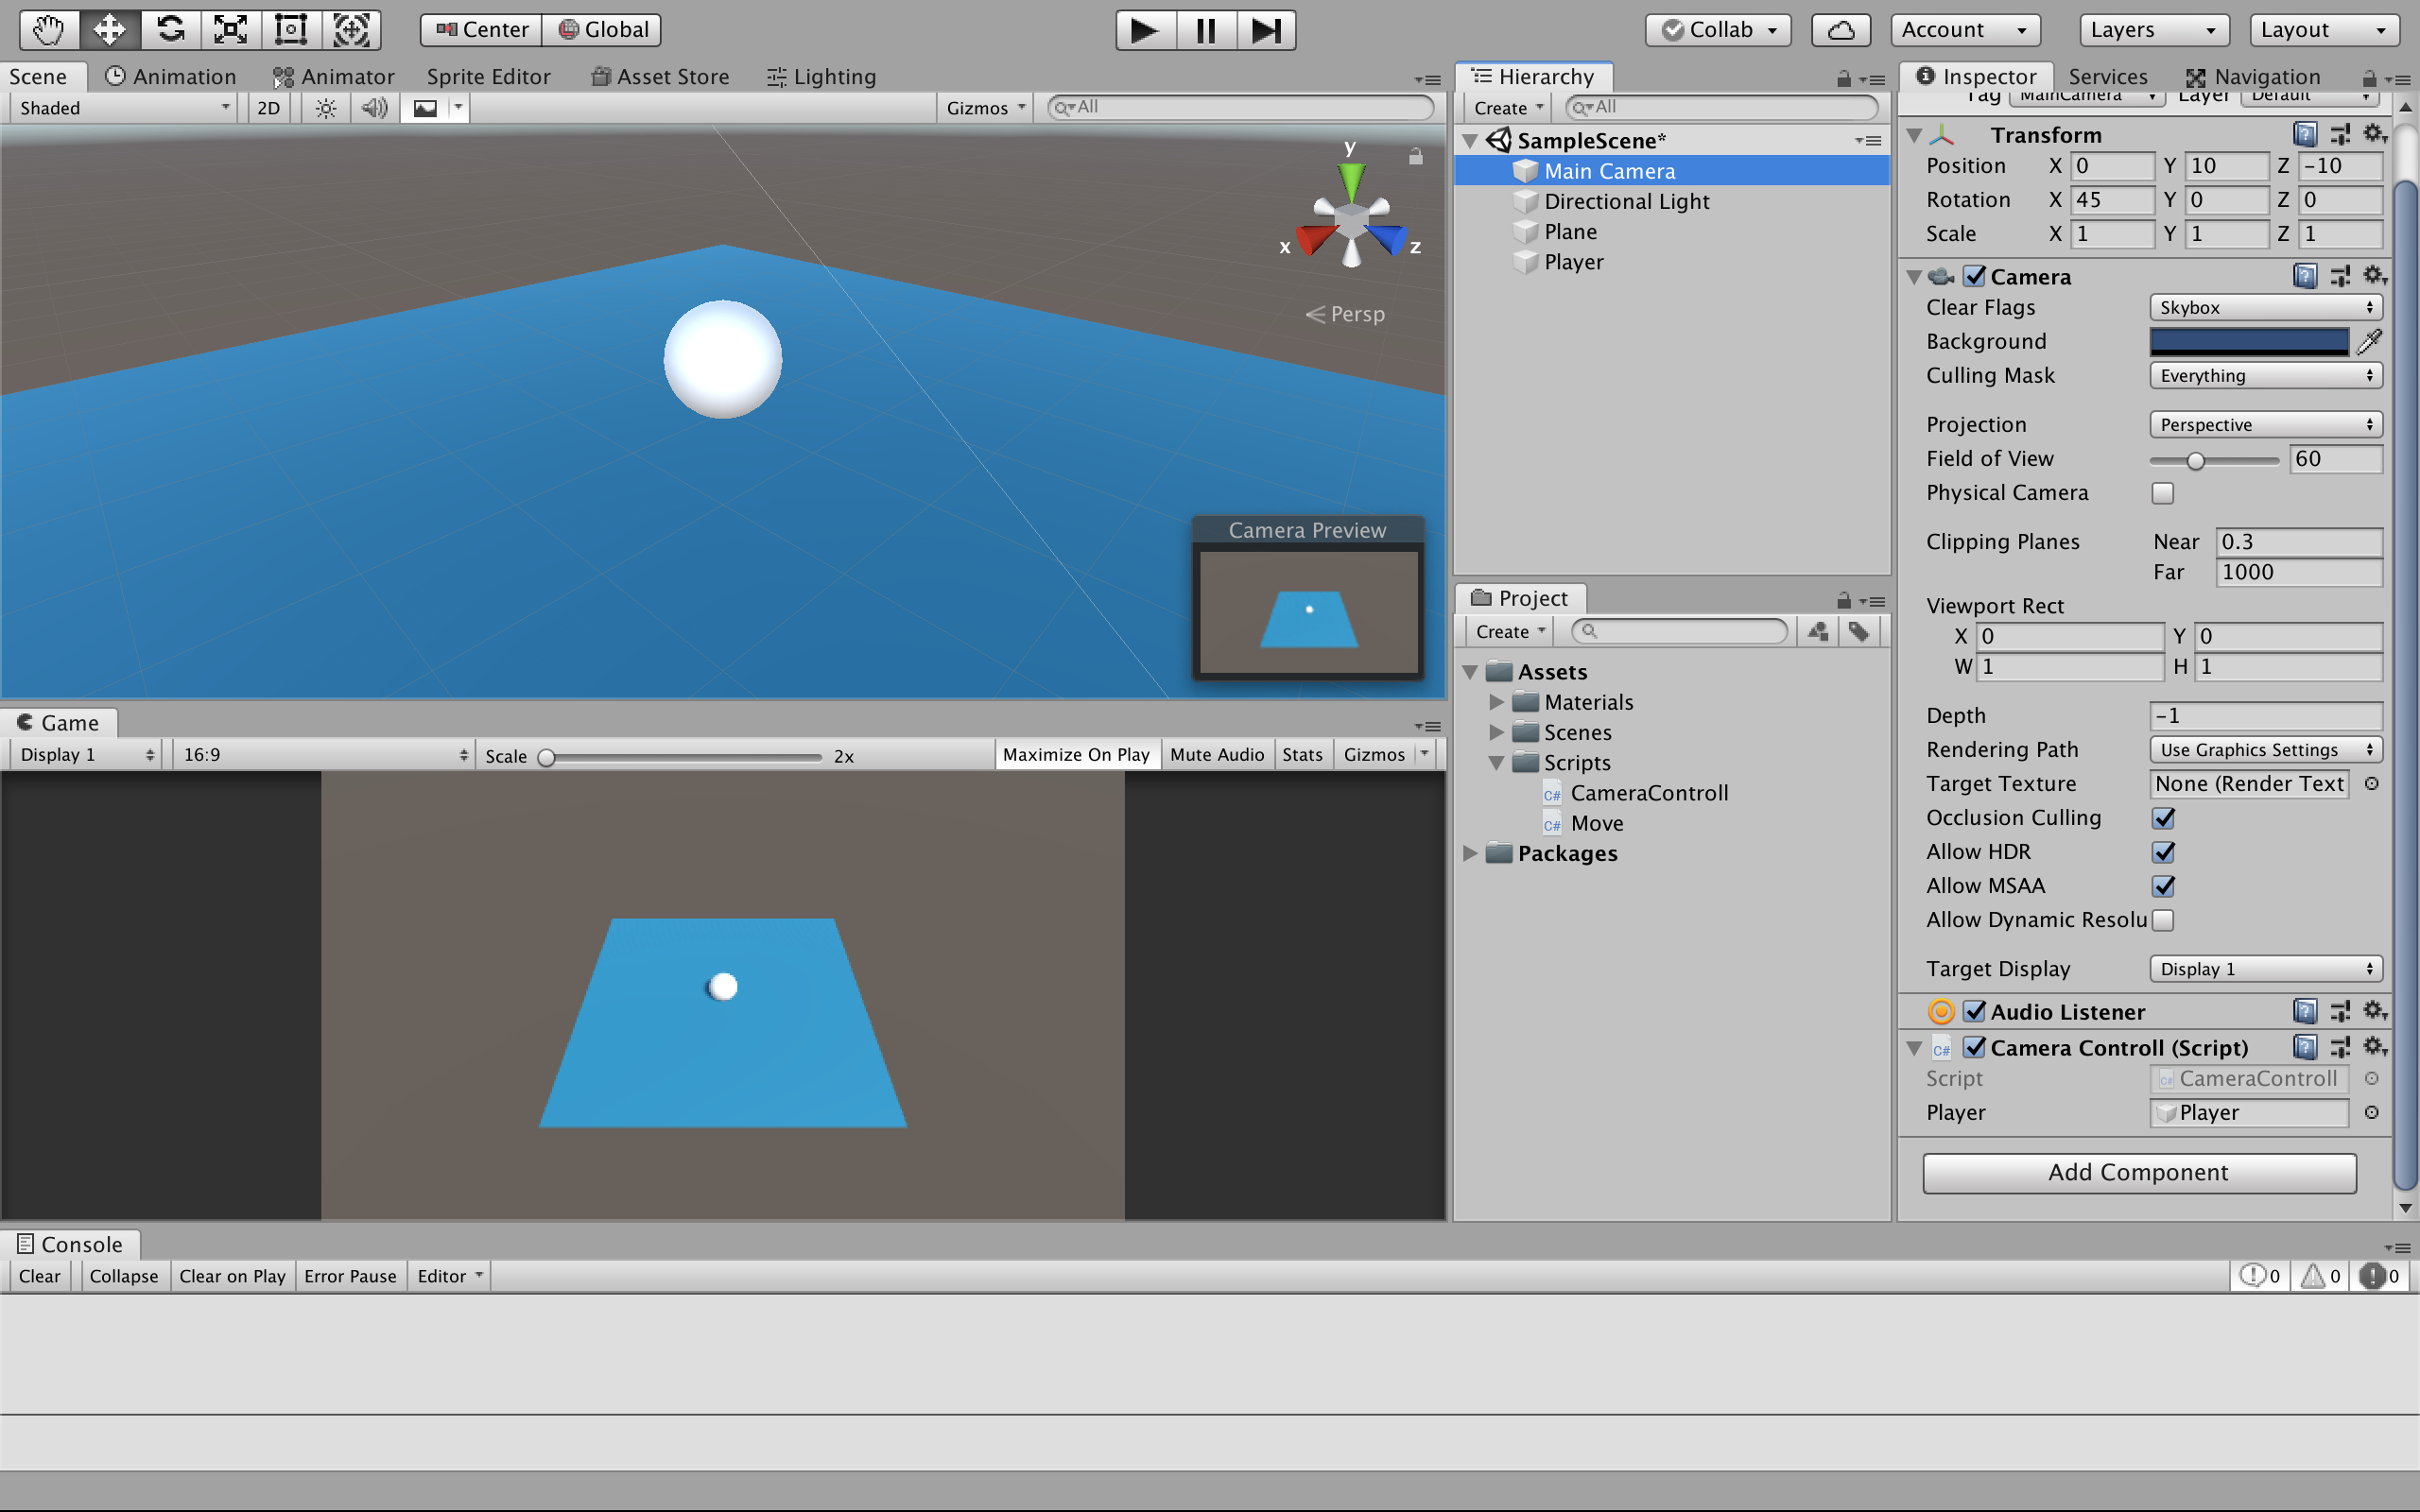 Center Global Collab Account Layers Layout
Scene Animation Animator Sprite Editor Asset Store Lighting
Shaded 2D Gizmos All
y
x z
Persp
Camera Preview
Game
Display 1 16:9 Scale 2x Maximize On Play Mute Audio Stats Gizmos
Hierarchy
Create All
SampleScene*
Main Camera
Directional Light
Plane
Player
Project
Create
Assets
Materials
Scenes
Scripts
C# CameraControll
C# Move
Packages
Inspector Services Navigation
Tag MainCamera Layer Default
Transform
Position X 0 Y 10 Z -10
Rotation X 45 Y 0 Z 0
Scale X 1 Y 1 Z 1
Camera
Clear Flags Skybox
Background
Culling Mask Everything
Projection Perspective
Field of View 60
Physical Camera
Clipping Planes Near 0.3
Far 1000
Viewport Rect
X 0 Y 0
W 1 H 1
Depth -1
Rendering Path Use Graphics Settings
Target Texture None (Render Text
Occlusion Culling
Allow HDR
Allow MSAA
Allow Dynamic Resolu
Target Display Display 1
Audio Listener
C# Camera Controll (Script)
Script CameraControll
Player Player
Add Component
Console
Clear Collapse Clear on Play Error Pause Editor 0 0 0